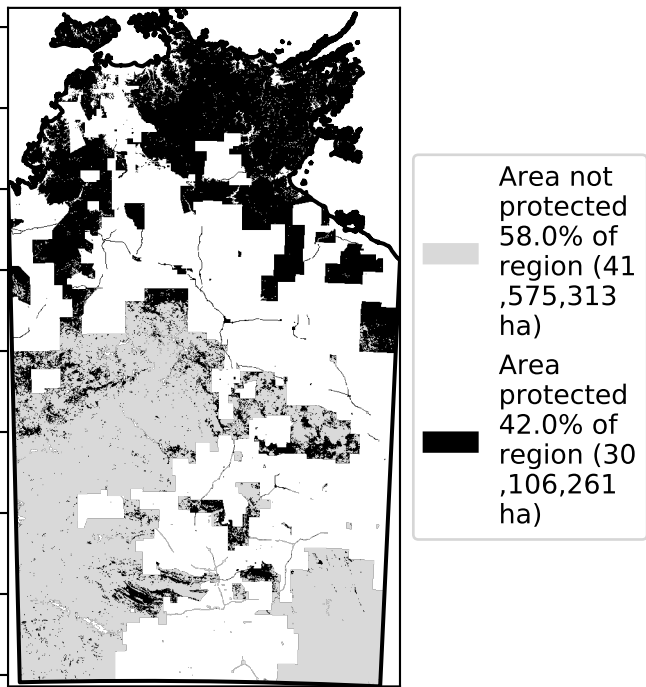 Area not
protected
58.0% of
region (41
,575,313
ha)
Area
protected
42.0% of
region (30
,106,261
ha)